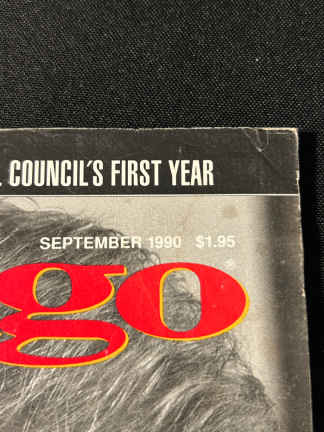 COUNCIL'S FIRST YEAR
SEPTEMBER 1990 $1.95
go